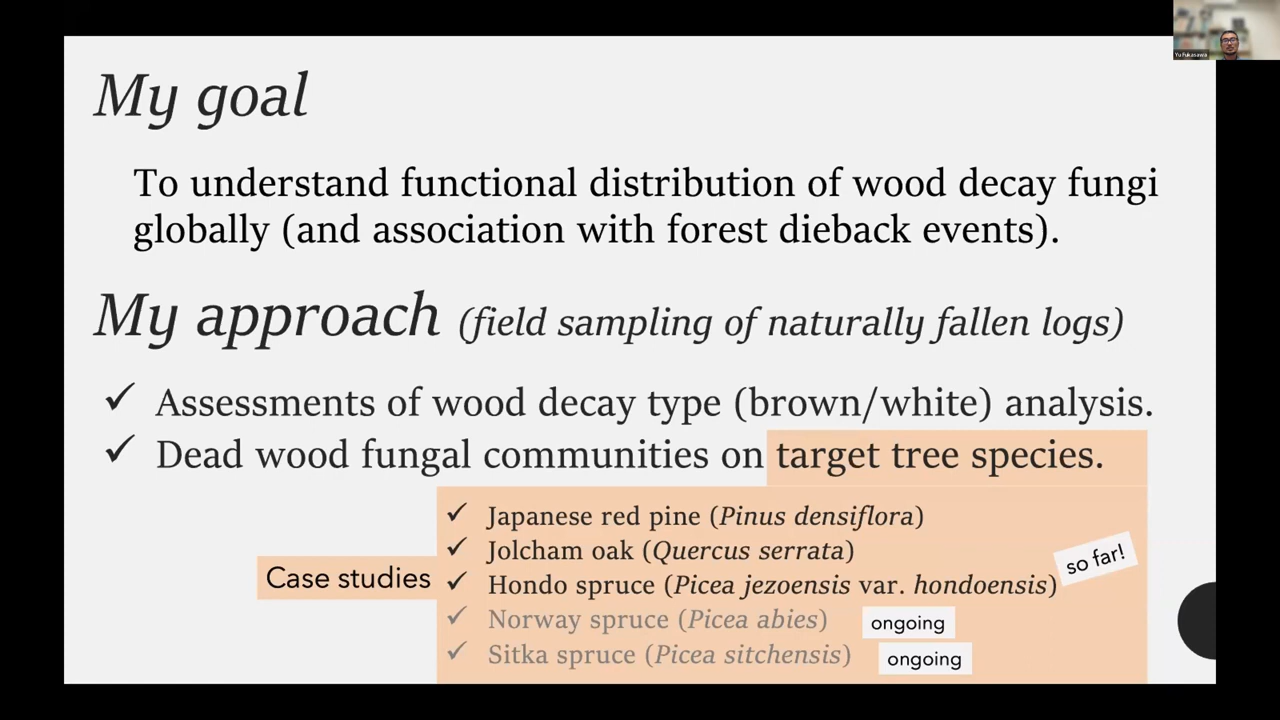 Yu Fukasawa
My goal
To understand functional distribution of wood decay fungi
globally (and association with forest dieback events).
My approach (field sampling of naturally fallen logs)
✓ Assessments of wood decay type (brown/white) analysis.
✓ Dead wood fungal communities on target tree species.
Case studies
✓ Japanese red pine (Pinus densiflora)
✓ Jolcham oak (Quercus serrata)
✓ Hondo spruce (Picea jezoensis var. hondoensis)
so far!
✓ Norway spruce (Picea abies) ongoing
✓ Sitka spruce (Picea sitchensis) ongoing